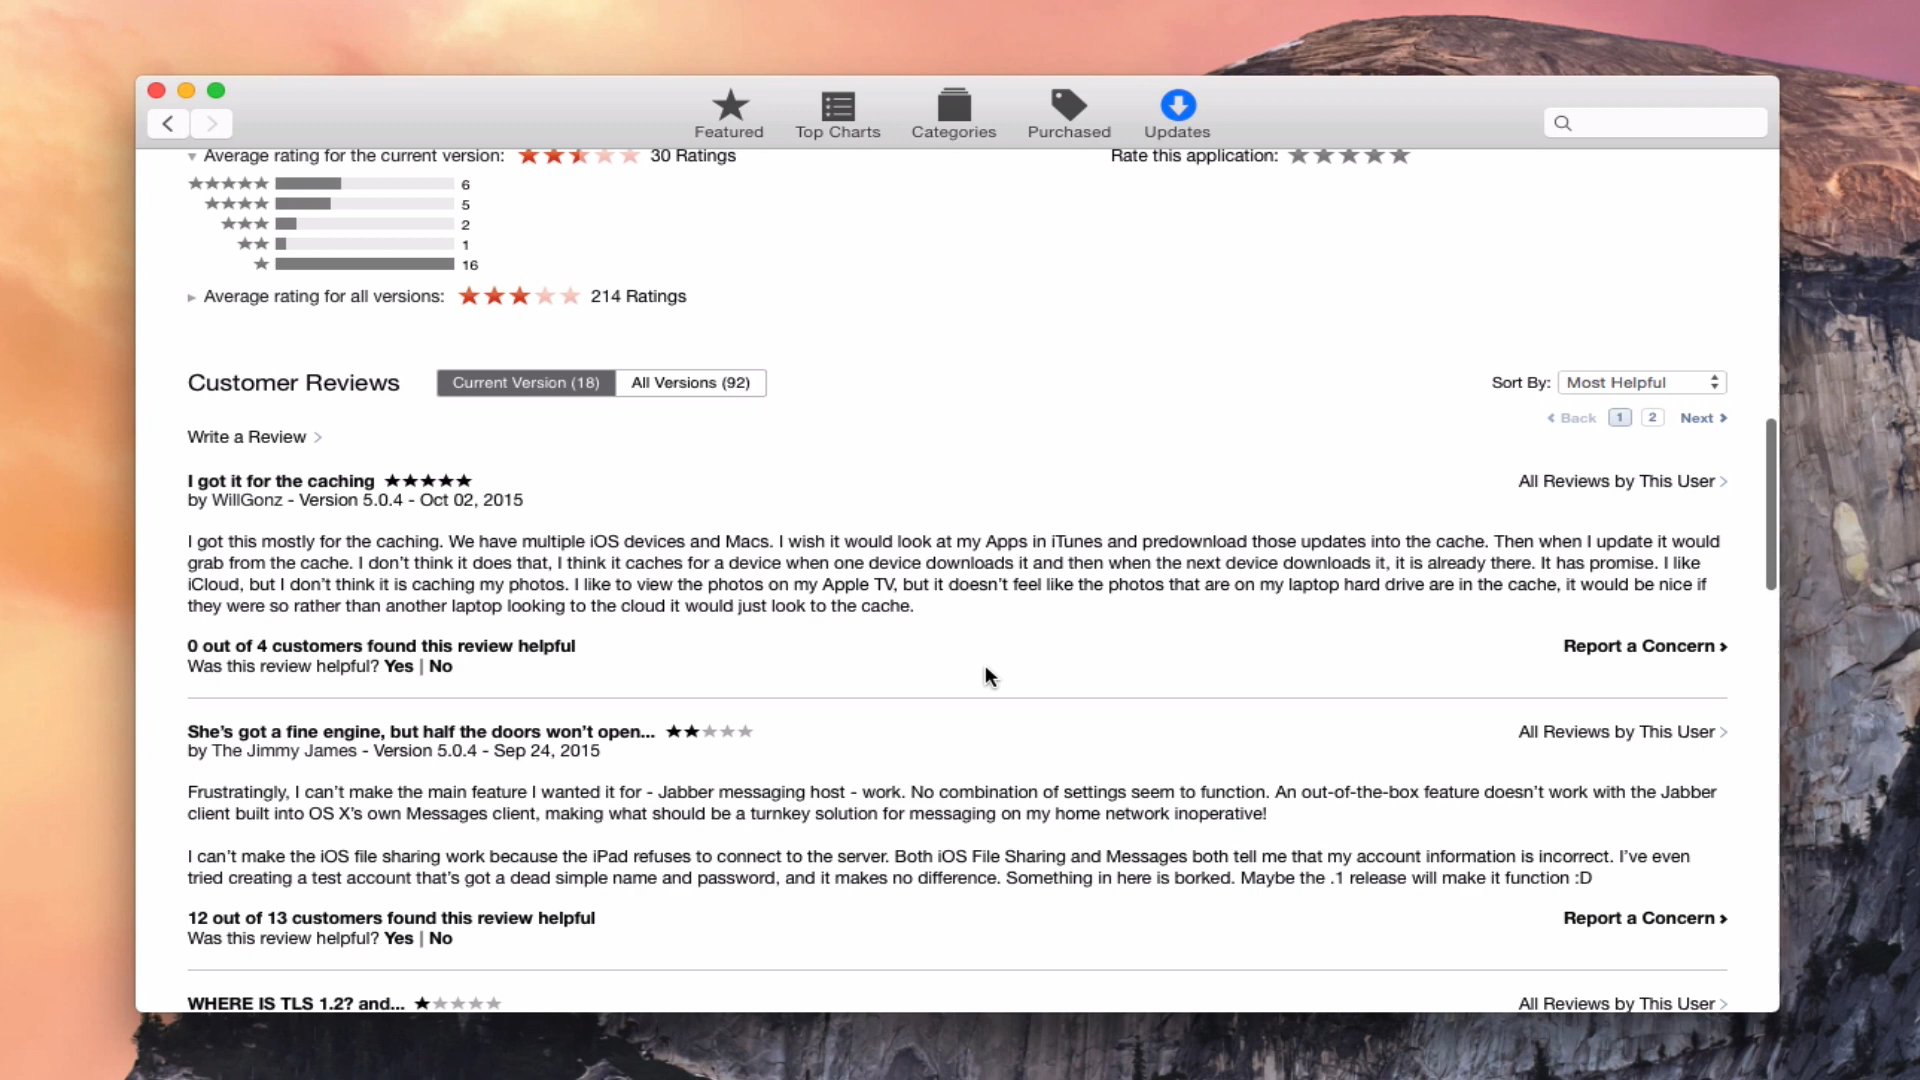 Featured
Top Charts
Categories
Purchased
Updates
Average rating for the current version: 30 Ratings
Rate this application:
6
5
2
1
16
Average rating for all versions: 214 Ratings
Customer Reviews
Current Version (18)
All Versions (92)
Sort By: Most Helpful
Back 1 2 Next
Write a Review
I got it for the caching
All Reviews by This User
by WillGonz - Version 5.0.4 - Oct 02, 2015
I got this mostly for the caching. We have multiple iOS devices and Macs. I wish it would look at my Apps in iTunes and predownload those updates into the cache. Then when I update it would
grab from the cache. I don't think it does that, I think it caches for a device when one device downloads it and then when the next device downloads it, it is already there. It has promise. I like
iCloud, but I don't think it is caching my photos. I like to view the photos on my Apple TV, but it doesn't feel like the photos that are on my laptop hard drive are in the cache, it would be nice if
they were so rather than another laptop looking to the cloud it would just look to the cache.
0 out of 4 customers found this review helpful
Report a Concern
Was this review helpful? Yes | No
She's got a fine engine, but half the doors won't open...
All Reviews by This User
by The Jimmy James - Version 5.0.4 - Sep 24, 2015
Frustratingly, I can't make the main feature I wanted it for - Jabber messaging host - work. No combination of settings seem to function. An out-of-the-box feature doesn't work with the Jabber
client built into OS X's own Messages client, making what should be a turnkey solution for messaging on my home network inoperative!
I can't make the iOS file sharing work because the iPad refuses to connect to the server. Both iOS File Sharing and Messages both tell me that my account information is incorrect. I've even
tried creating a test account that's got a dead simple name and password, and it makes no difference. Something in here is borked. Maybe the .1 release will make it function :D
12 out of 13 customers found this review helpful
Report a Concern
Was this review helpful? Yes | No
WHERE IS TLS 1.2? and...
All Reviews by This User